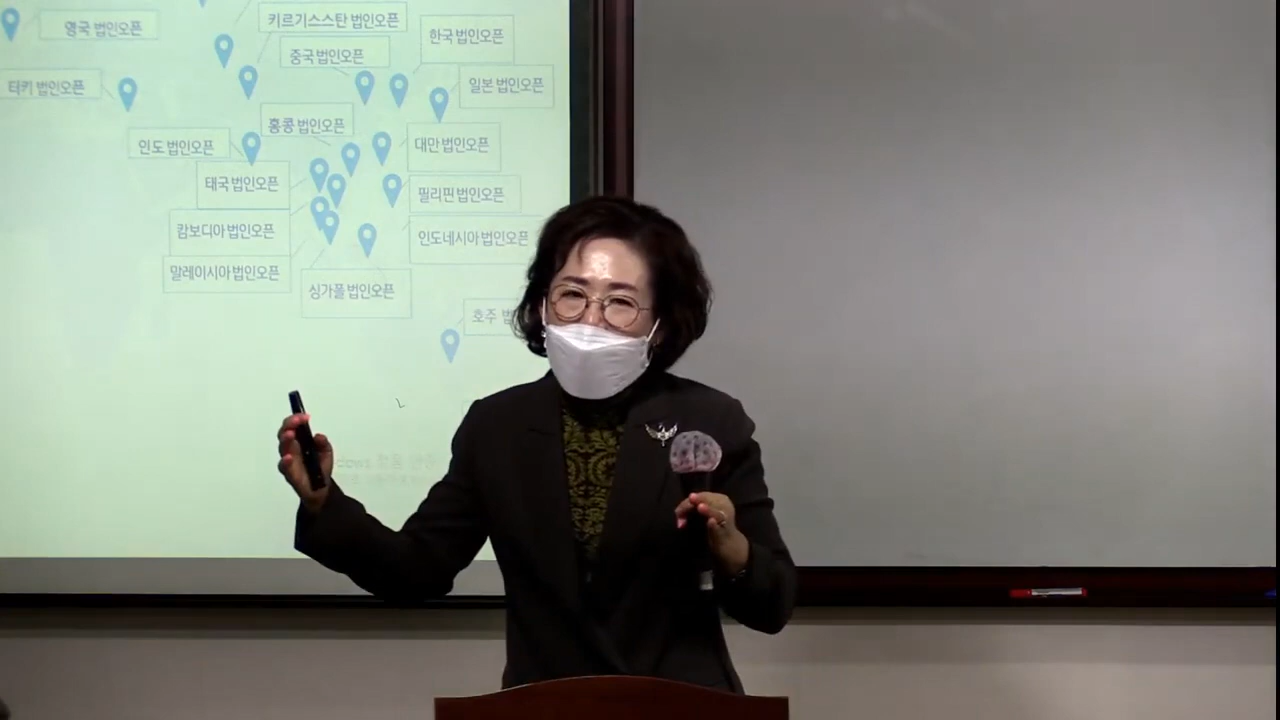 영국 법인오픈
키르기스스탄 법인오픈
한국 법인오픈
중국 법인오픈
터키 법인오픈
일본 법인오픈
홍콩 법인오픈
인도 법인오픈
대만 법인오픈
태국 법인오픈
필리핀 법인오픈
캄보디아 법인오픈
인도네시아 법인오픈
말레이시아 법인오픈
싱가폴 법인오픈
호주 법